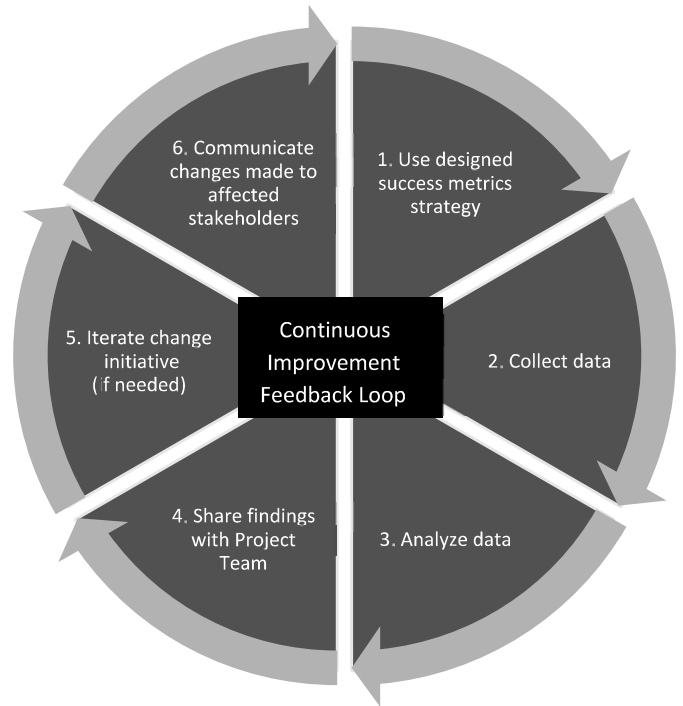 1. Use designed
success metrics
strategy
2. Collect data
3. Analyze data
4. Share findings
with Project
Team
5. Iterate change
initiative
(if needed)
6. Communicate
changes made to
affected
stakeholders
Continuous
Improvement
Feedback Loop